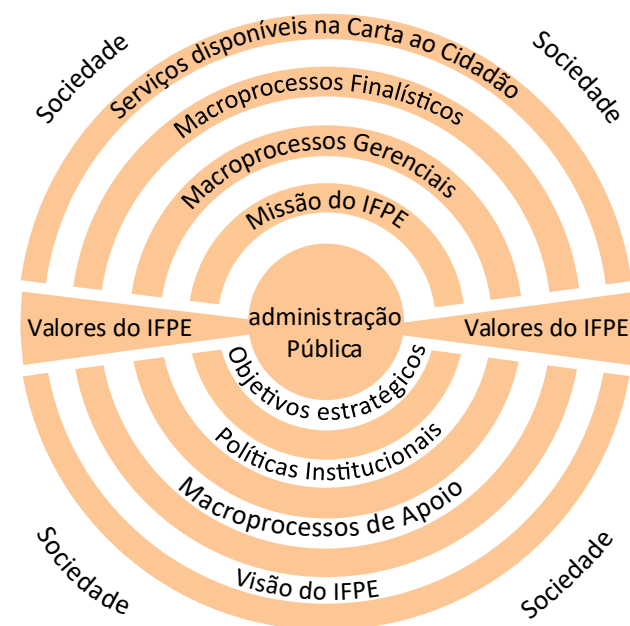 Sociedade
Sociedade
Serviços disponíveis na Carta ao Cidadão
Macroprocessos Finalísticos
Macroprocessos Gerenciais
Missão do IFPE
Valores do IFPE
administração
Pública
Valores do IFPE
Objetivos estratégicos
Políticas Institucionais
Macroprocessos de Apoio
Visão do IFPE
Sociedade
Sociedade